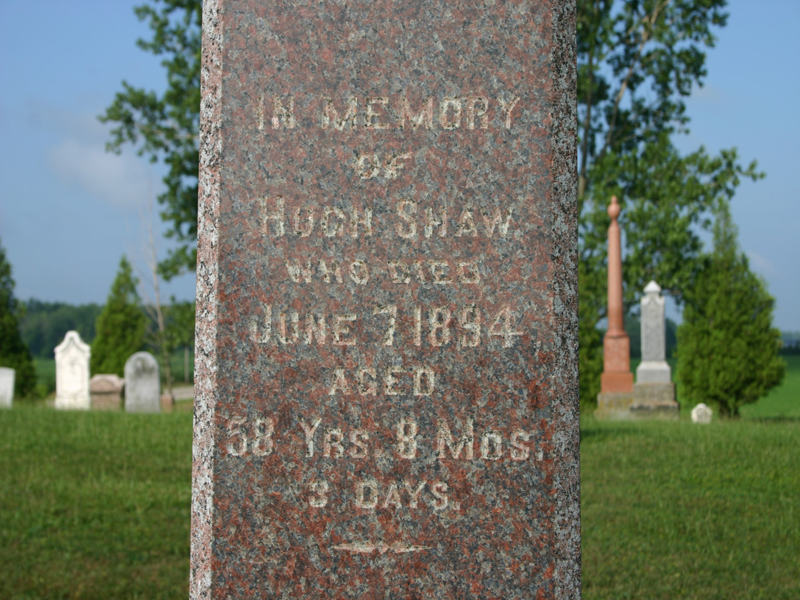 IN MEMORY
OF
HUGH SHAW
WHO DIED
JUNE 7 1894
AGED
58 YRS. 8 MOS.
3 DAYS.